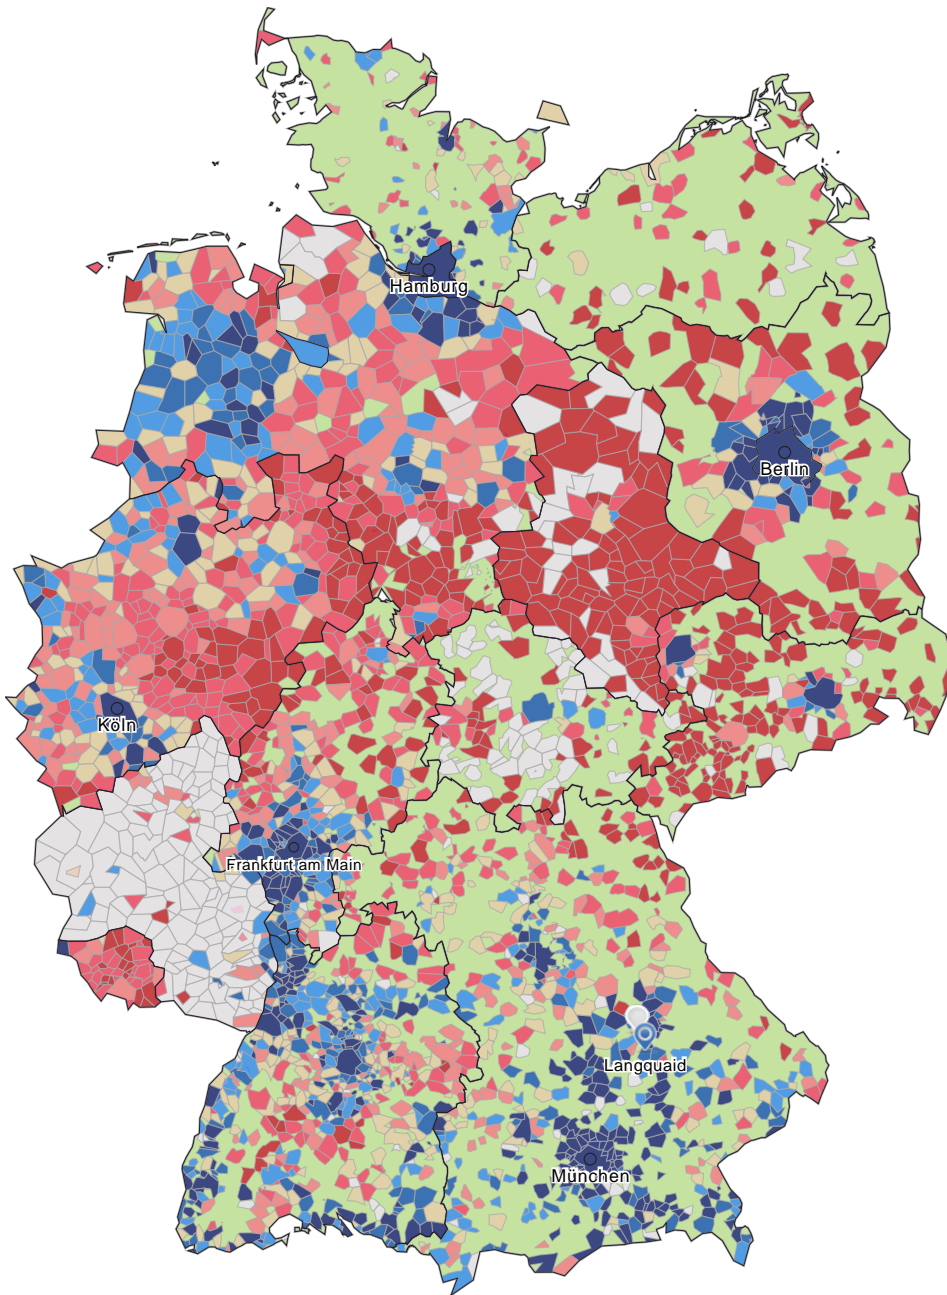 Hamburg
Berlin
Köln
Frankfurt am Main
Langquaid
München